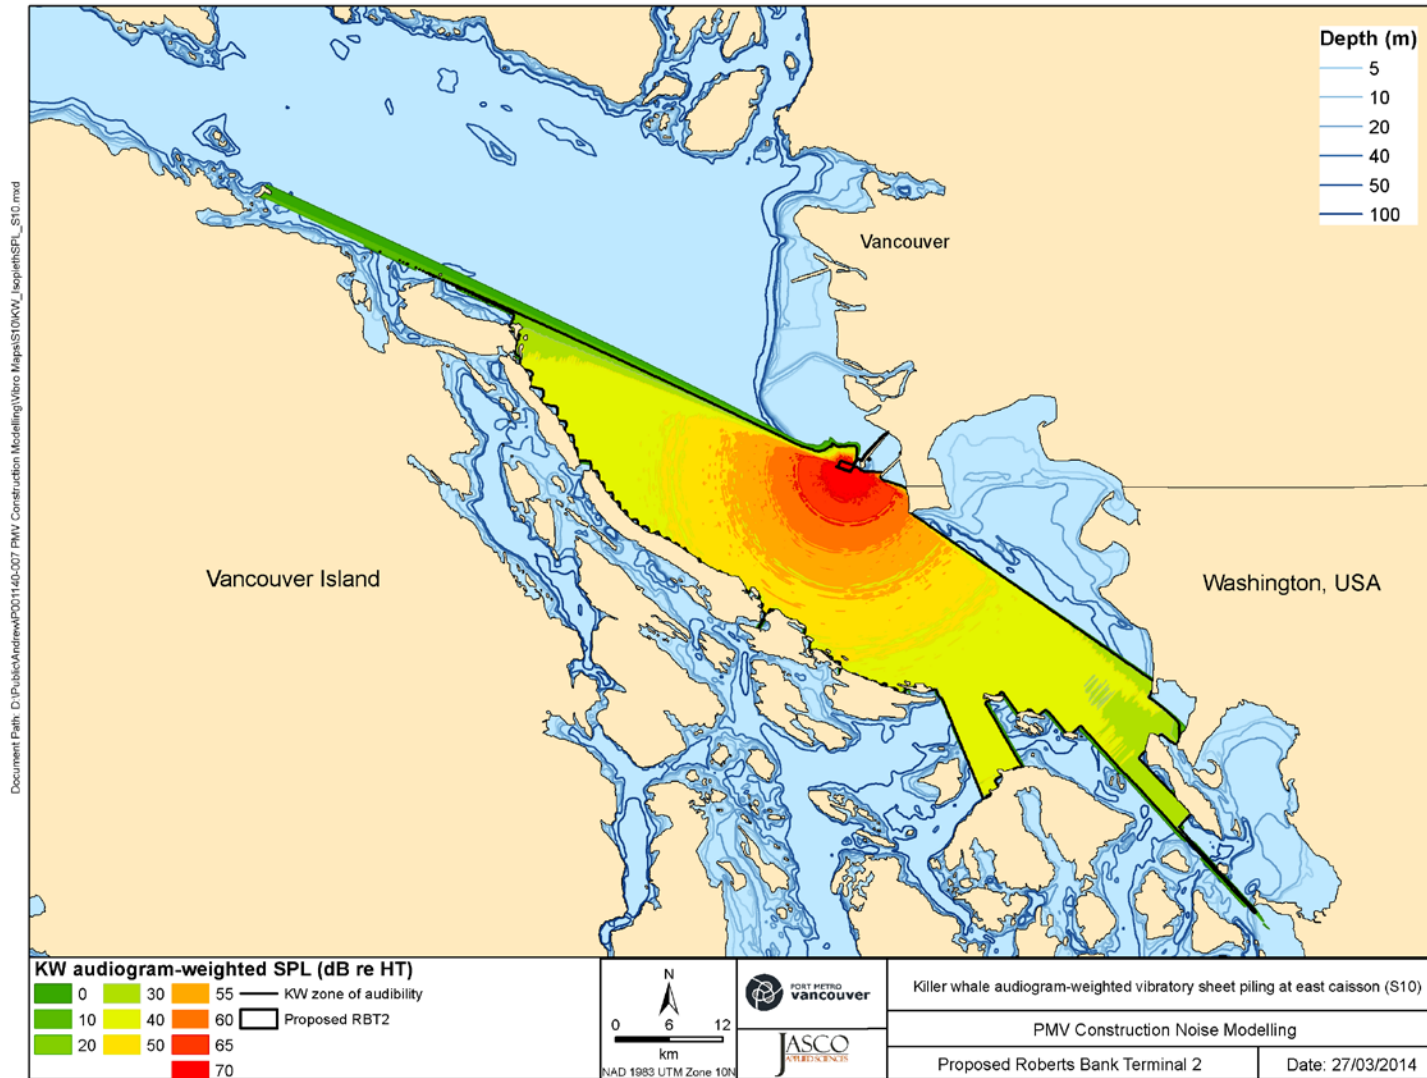 Depth (m)
5
10
20
40
50
100
Vancouver
Vancouver Island
Washington, USA
Document Path: D:\Public\Andrew\P001140-007 PMV Construction Modelling\Vibro Maps\S10\KW_IsoplethSPL_S10.mxd
KW audiogram-weighted SPL (dB re HT)
0 30 55 KW zone of audibility
10 40 60 Proposed RBT2
20 50 65
70
N
0 6 12
km
NAD 1983 UTM Zone 10N
PORT METRO
vancouver
JASCO
APPLIED SCIENCES
Killer whale audiogram-weighted vibratory sheet piling at east caisson (S10)
PMV Construction Noise Modelling
Proposed Roberts Bank Terminal 2
Date: 27/03/2014